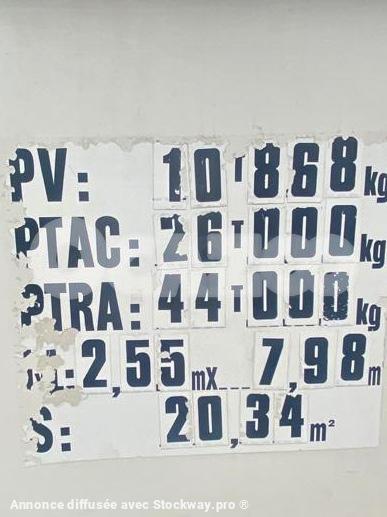 PV: 10 T 868 kg
PTAC: 26 T 000 kg
PTRA: 44 T 000 kg
2,55 mx 7,98 m
S: 20,34 m²
Annonce diffusée avec Stockway.pro ®